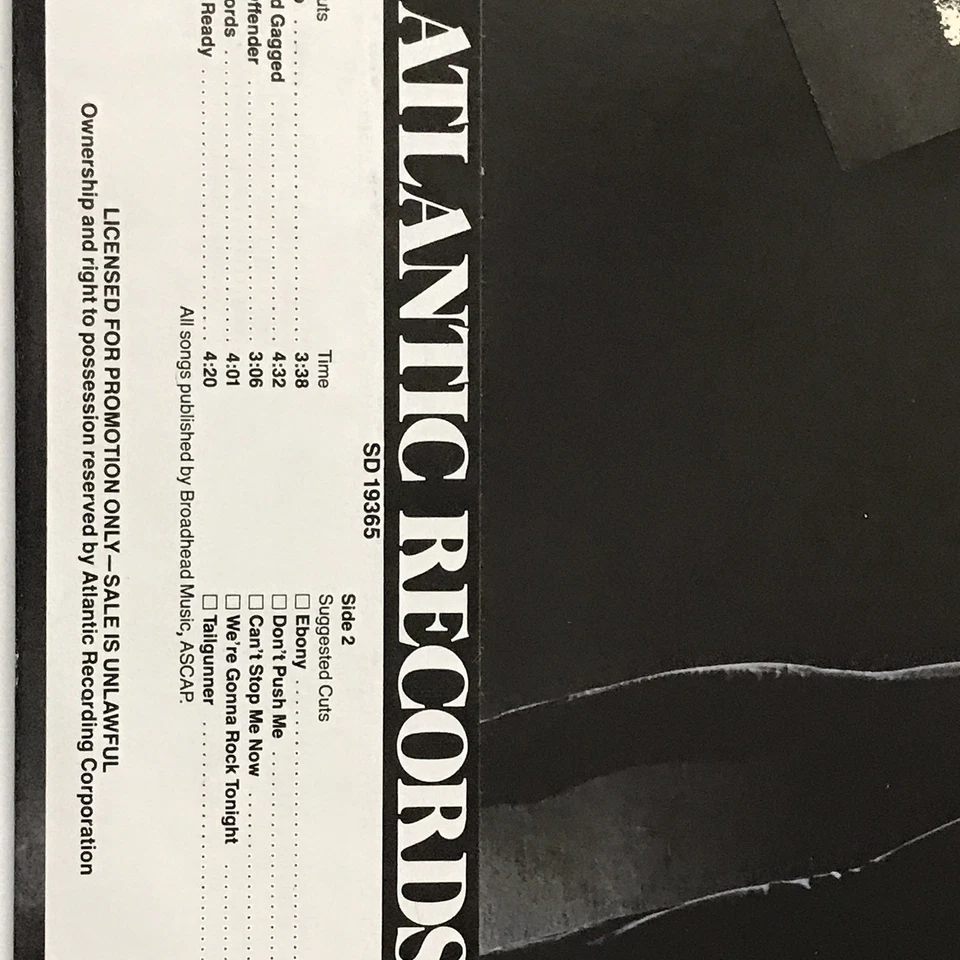 ATLANTIC RECORDS
SD 19365
Time
3:38
d Gagged 4:32
ffender 3:06
ords 4:01
Ready 4:20
Side 2
Suggested Cuts
□ Ebony
□ Don't Push Me
□ Can't Stop Me Now
□ We're Gonna Rock Tonight
□ Tailgunner
All songs published by Broadhead Music, ASCAP.
LICENSED FOR PROMOTION ONLY—SALE IS UNLAWFUL
Ownership and right to possession reserved by Atlantic Recording Corporation